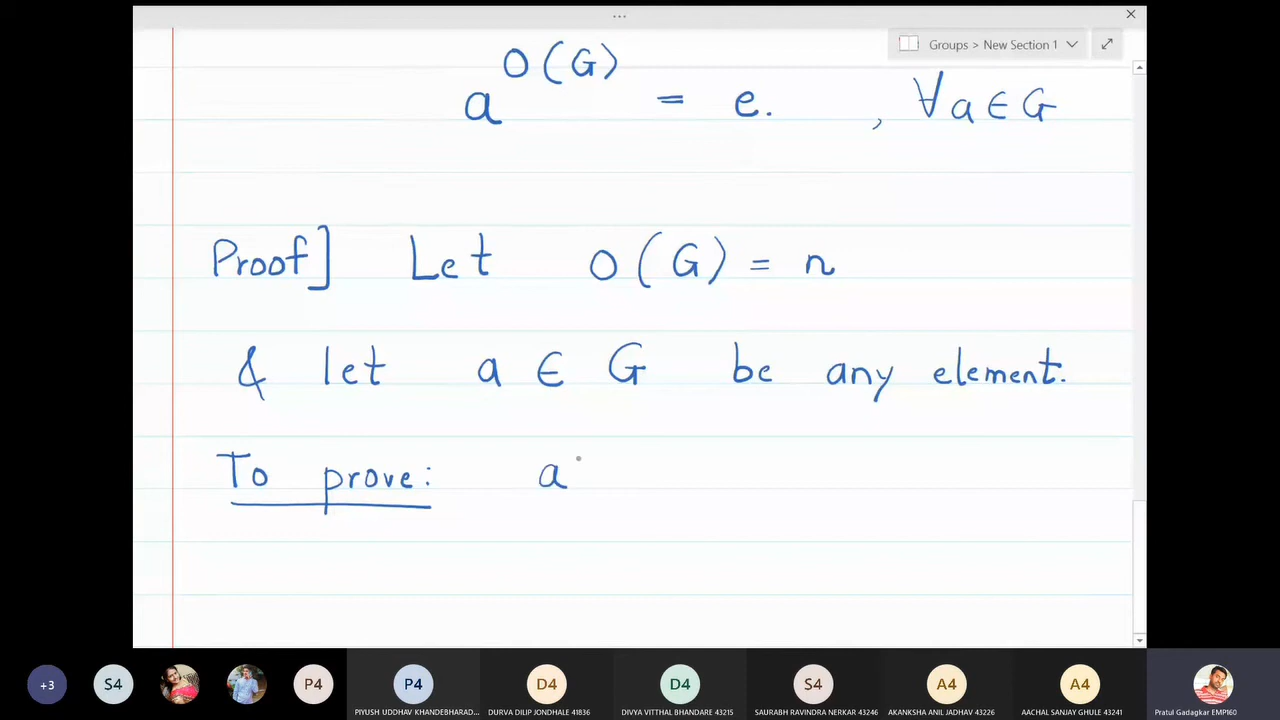 ...
Groups > New Section 1
a^O(G) = e. , ∀a∈G
Proof] Let O(G) = n
& let a ∈ G be any element.
To prove: a
+3 S4 P4 P4 D4 D4 S4 A4 A4
PIYUSH UDDHAV KHANDEBHARAD... DURVA DILIP JONDHALE 41836 DIVYA VITTHAL BHANDARE 43215 SAURABH RAVINDRA NERKAR 43246 AKANKSHA ANIL JADHAV 43226 AACHAL SANJAY GHULE 43241 Pratul Gadagkar EMP160